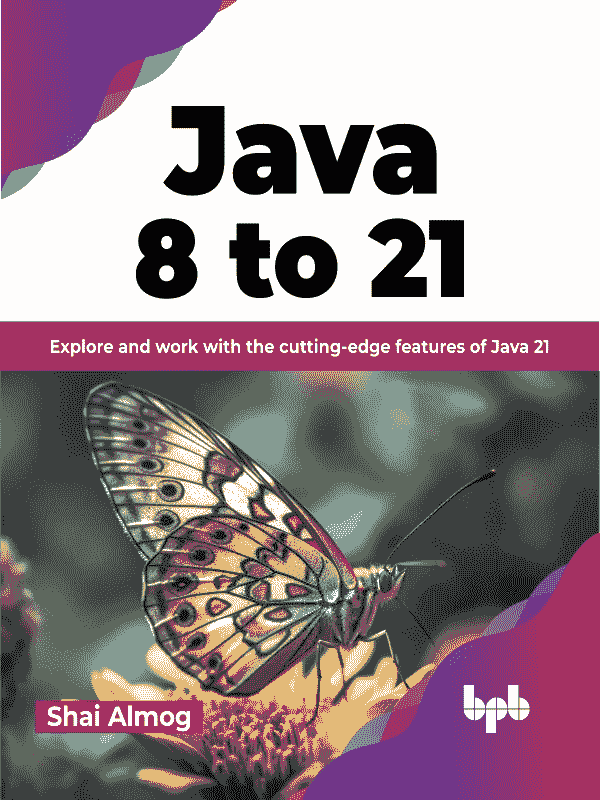 Java
8 to 21
Explore and work with the cutting-edge features of Java 21
Shai Almog
bpb